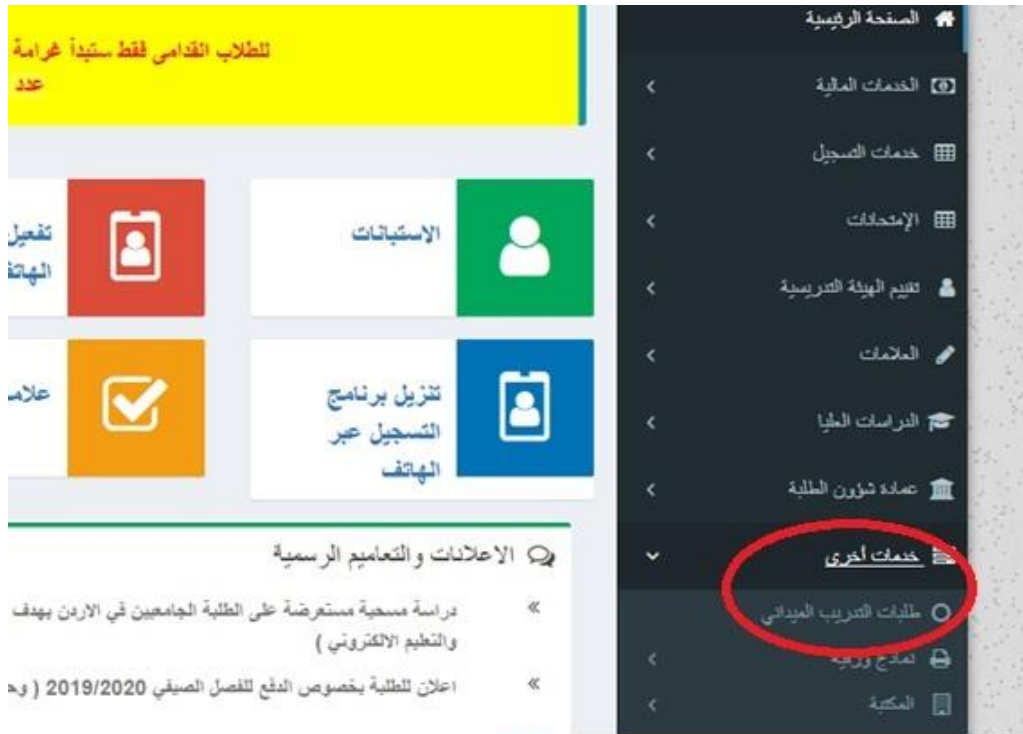 الصفحة الرئيسية
الخدمات المالية
خدمات التسجيل
الإمتحانات
تقييم الهيئة التدريسية
العلامات
الدراسات العليا
عمادة شؤون الطلبة
خدمات أخرى
طلبات التدريب الميداني
نماذج ورقية
المكتبة
للطلاب القدامى فقط ستبدأ غرامة
عدد
الاستبانات
تفعيل
تنزيل برنامج
التسجيل عبر
الهاتف
الاعلانات والتعاميم الرسمية
دراسة مسحية مستعرضة على الطلبة الجامعيين في الاردن بهدف
والتعليم الالكتروني )
اعلان للطلبة بخصوص الدفع للفصل الصيفي 2019/2020 (